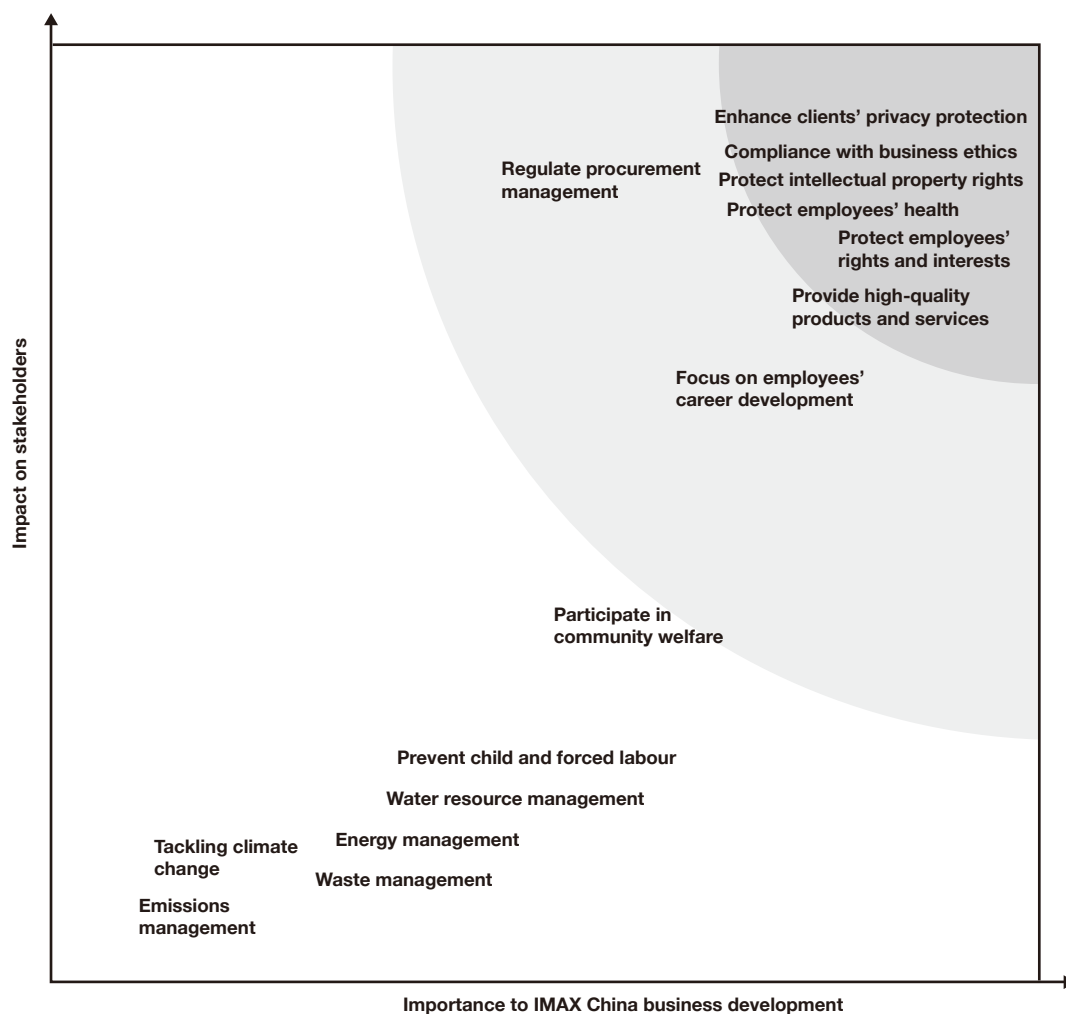 Enhance clients’ privacy protection
Compliance with business ethics
Regulate procurement
management
Protect intellectual property rights
Protect employees’ health
Protect employees’
rights and interests
Provide high-quality
products and services
Focus on employees’
career development
Impact on stakeholders
Participate in
community welfare
Prevent child and forced labour
Water resource management
Energy management
Tackling climate
change
Waste management
Emissions
management
Importance to IMAX China business development